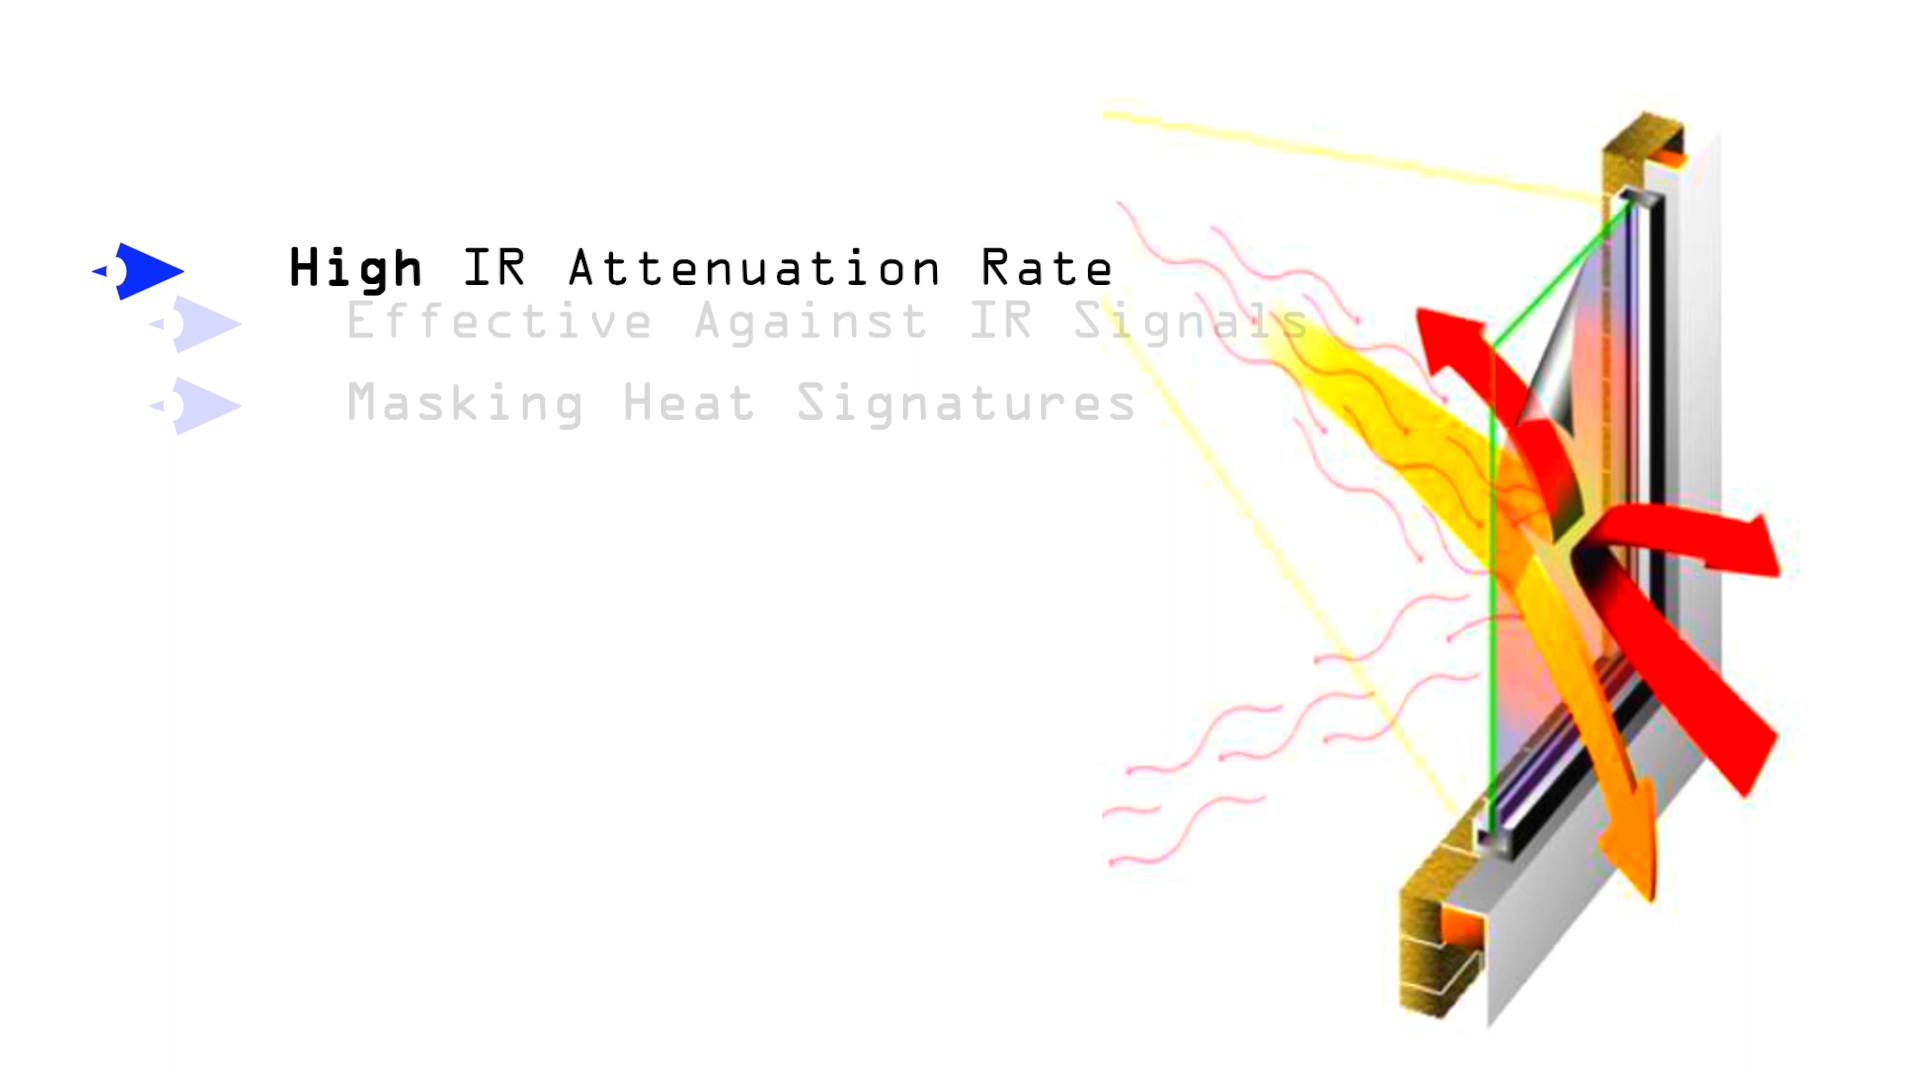 High IR Attenuation Rate
Effective Against IR Signals
Masking Heat Signatures